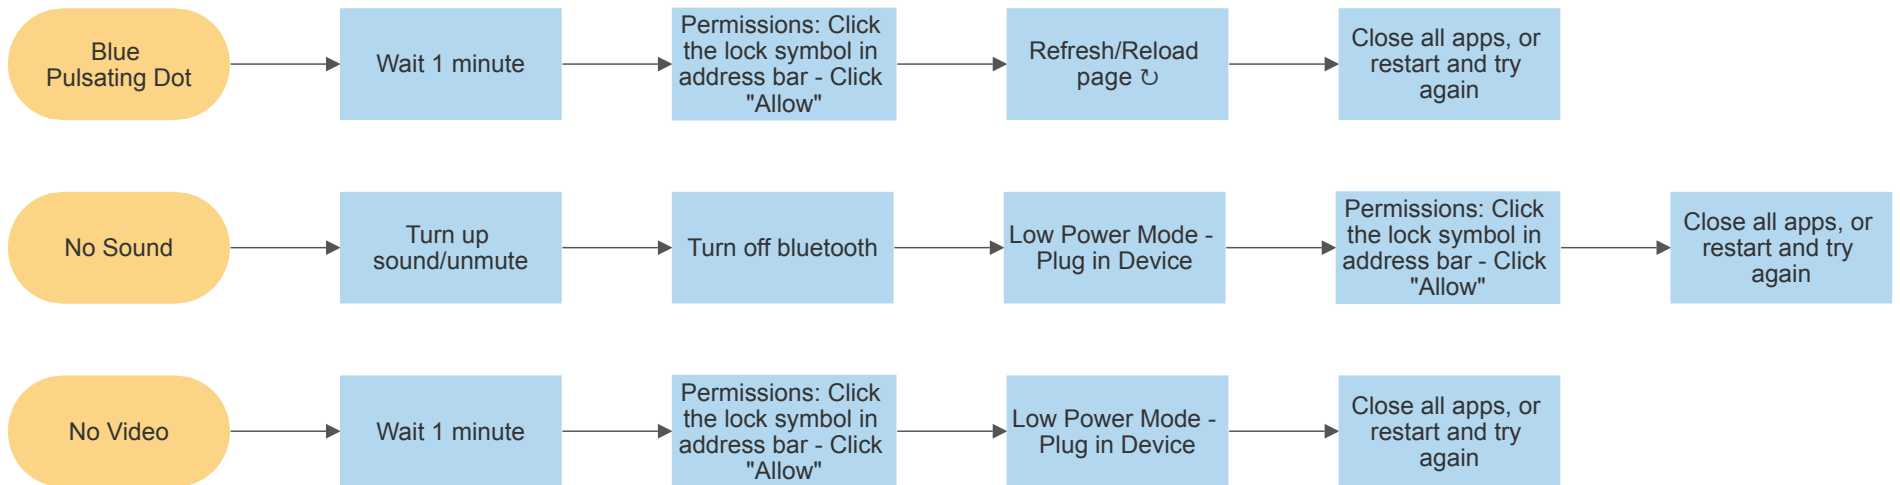 Blue
Pulsating Dot
Wait 1 minute
Permissions: Click
the lock symbol in
address bar - Click
"Allow"
Refresh/Reload
page ↻
Close all apps, or
restart and try
again
No Sound
Turn up
sound/unmute
Turn off bluetooth
Low Power Mode -
Plug in Device
Permissions: Click
the lock symbol in
address bar - Click
"Allow"
Close all apps, or
restart and try
again
No Video
Wait 1 minute
Permissions: Click
the lock symbol in
address bar - Click
"Allow"
Low Power Mode -
Plug in Device
Close all apps, or
restart and try
again